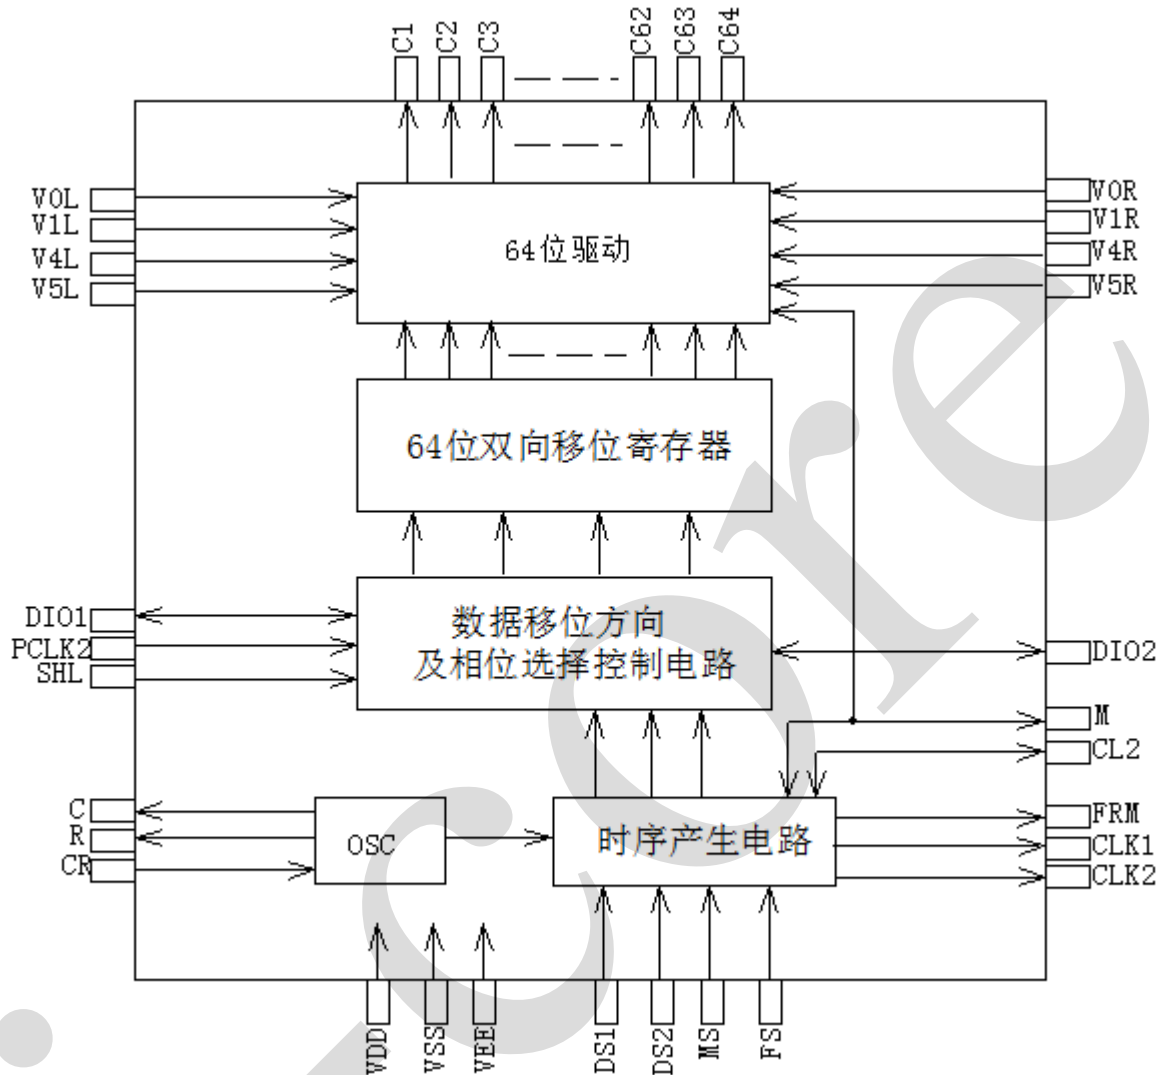 C1 C2 C3 C62 C63 C64
V0L V0R
V1L V1R
V4L V4R
V5L V5R
64位驱动
64位双向移位寄存器
DIO1
PCLK2
SHL
数据移位方向
及相位选择控制电路
DIO2
M
CL2
C
R
CR
OSC
时序产生电路
FRM
CLK1
CLK2
VDD VSS VEE DS1 DS2 MS FS
core